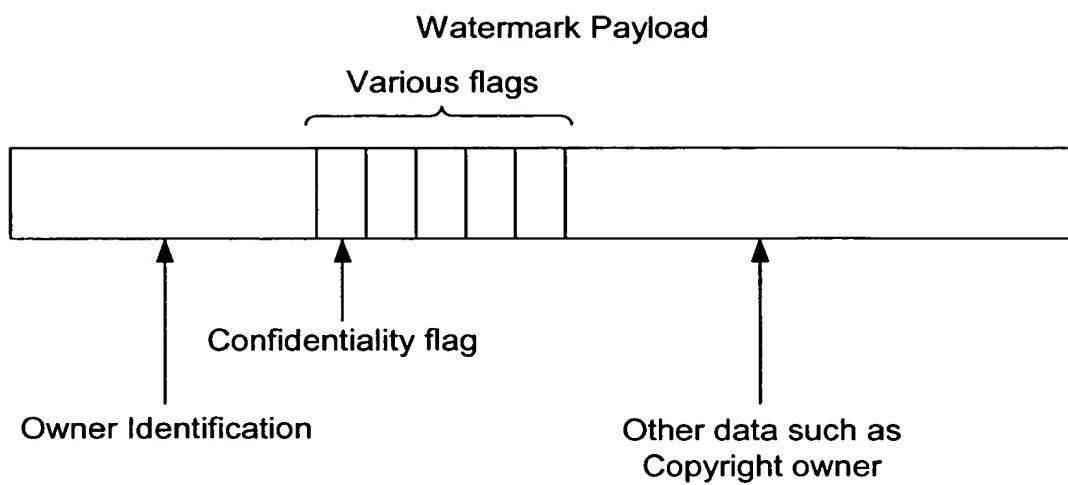 Watermark Payload
Various flags
Confidentiality flag
Owner Identification
Other data such as
Copyright owner